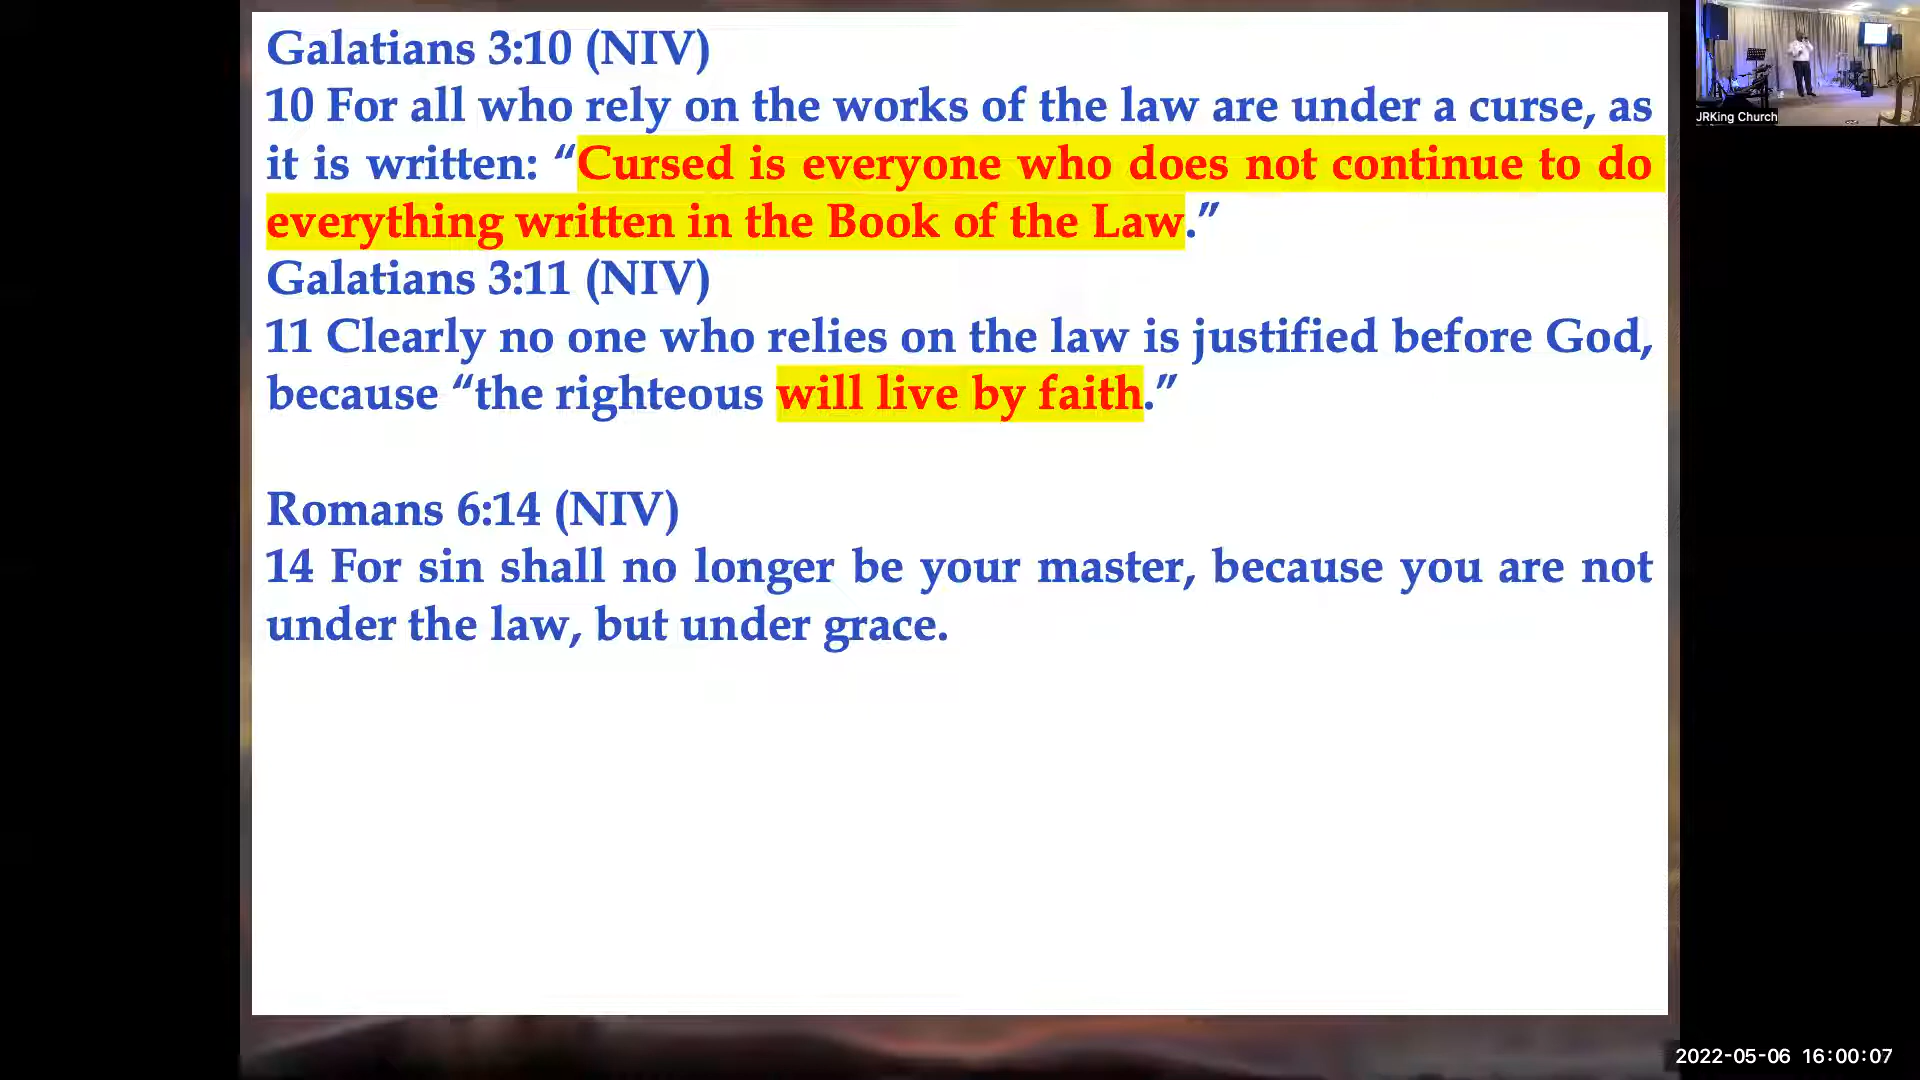 Galatians 3:10 (NIV)
10 For all who rely on the works of the law are under a curse, as
it is written: “Cursed is everyone who does not continue to do
everything written in the Book of the Law.”
Galatians 3:11 (NIV)
11 Clearly no one who relies on the law is justified before God,
because “the righteous will live by faith.”
Romans 6:14 (NIV)
14 For sin shall no longer be your master, because you are not
under the law, but under grace.
JRKing Church
2022-05-06 16:00:07